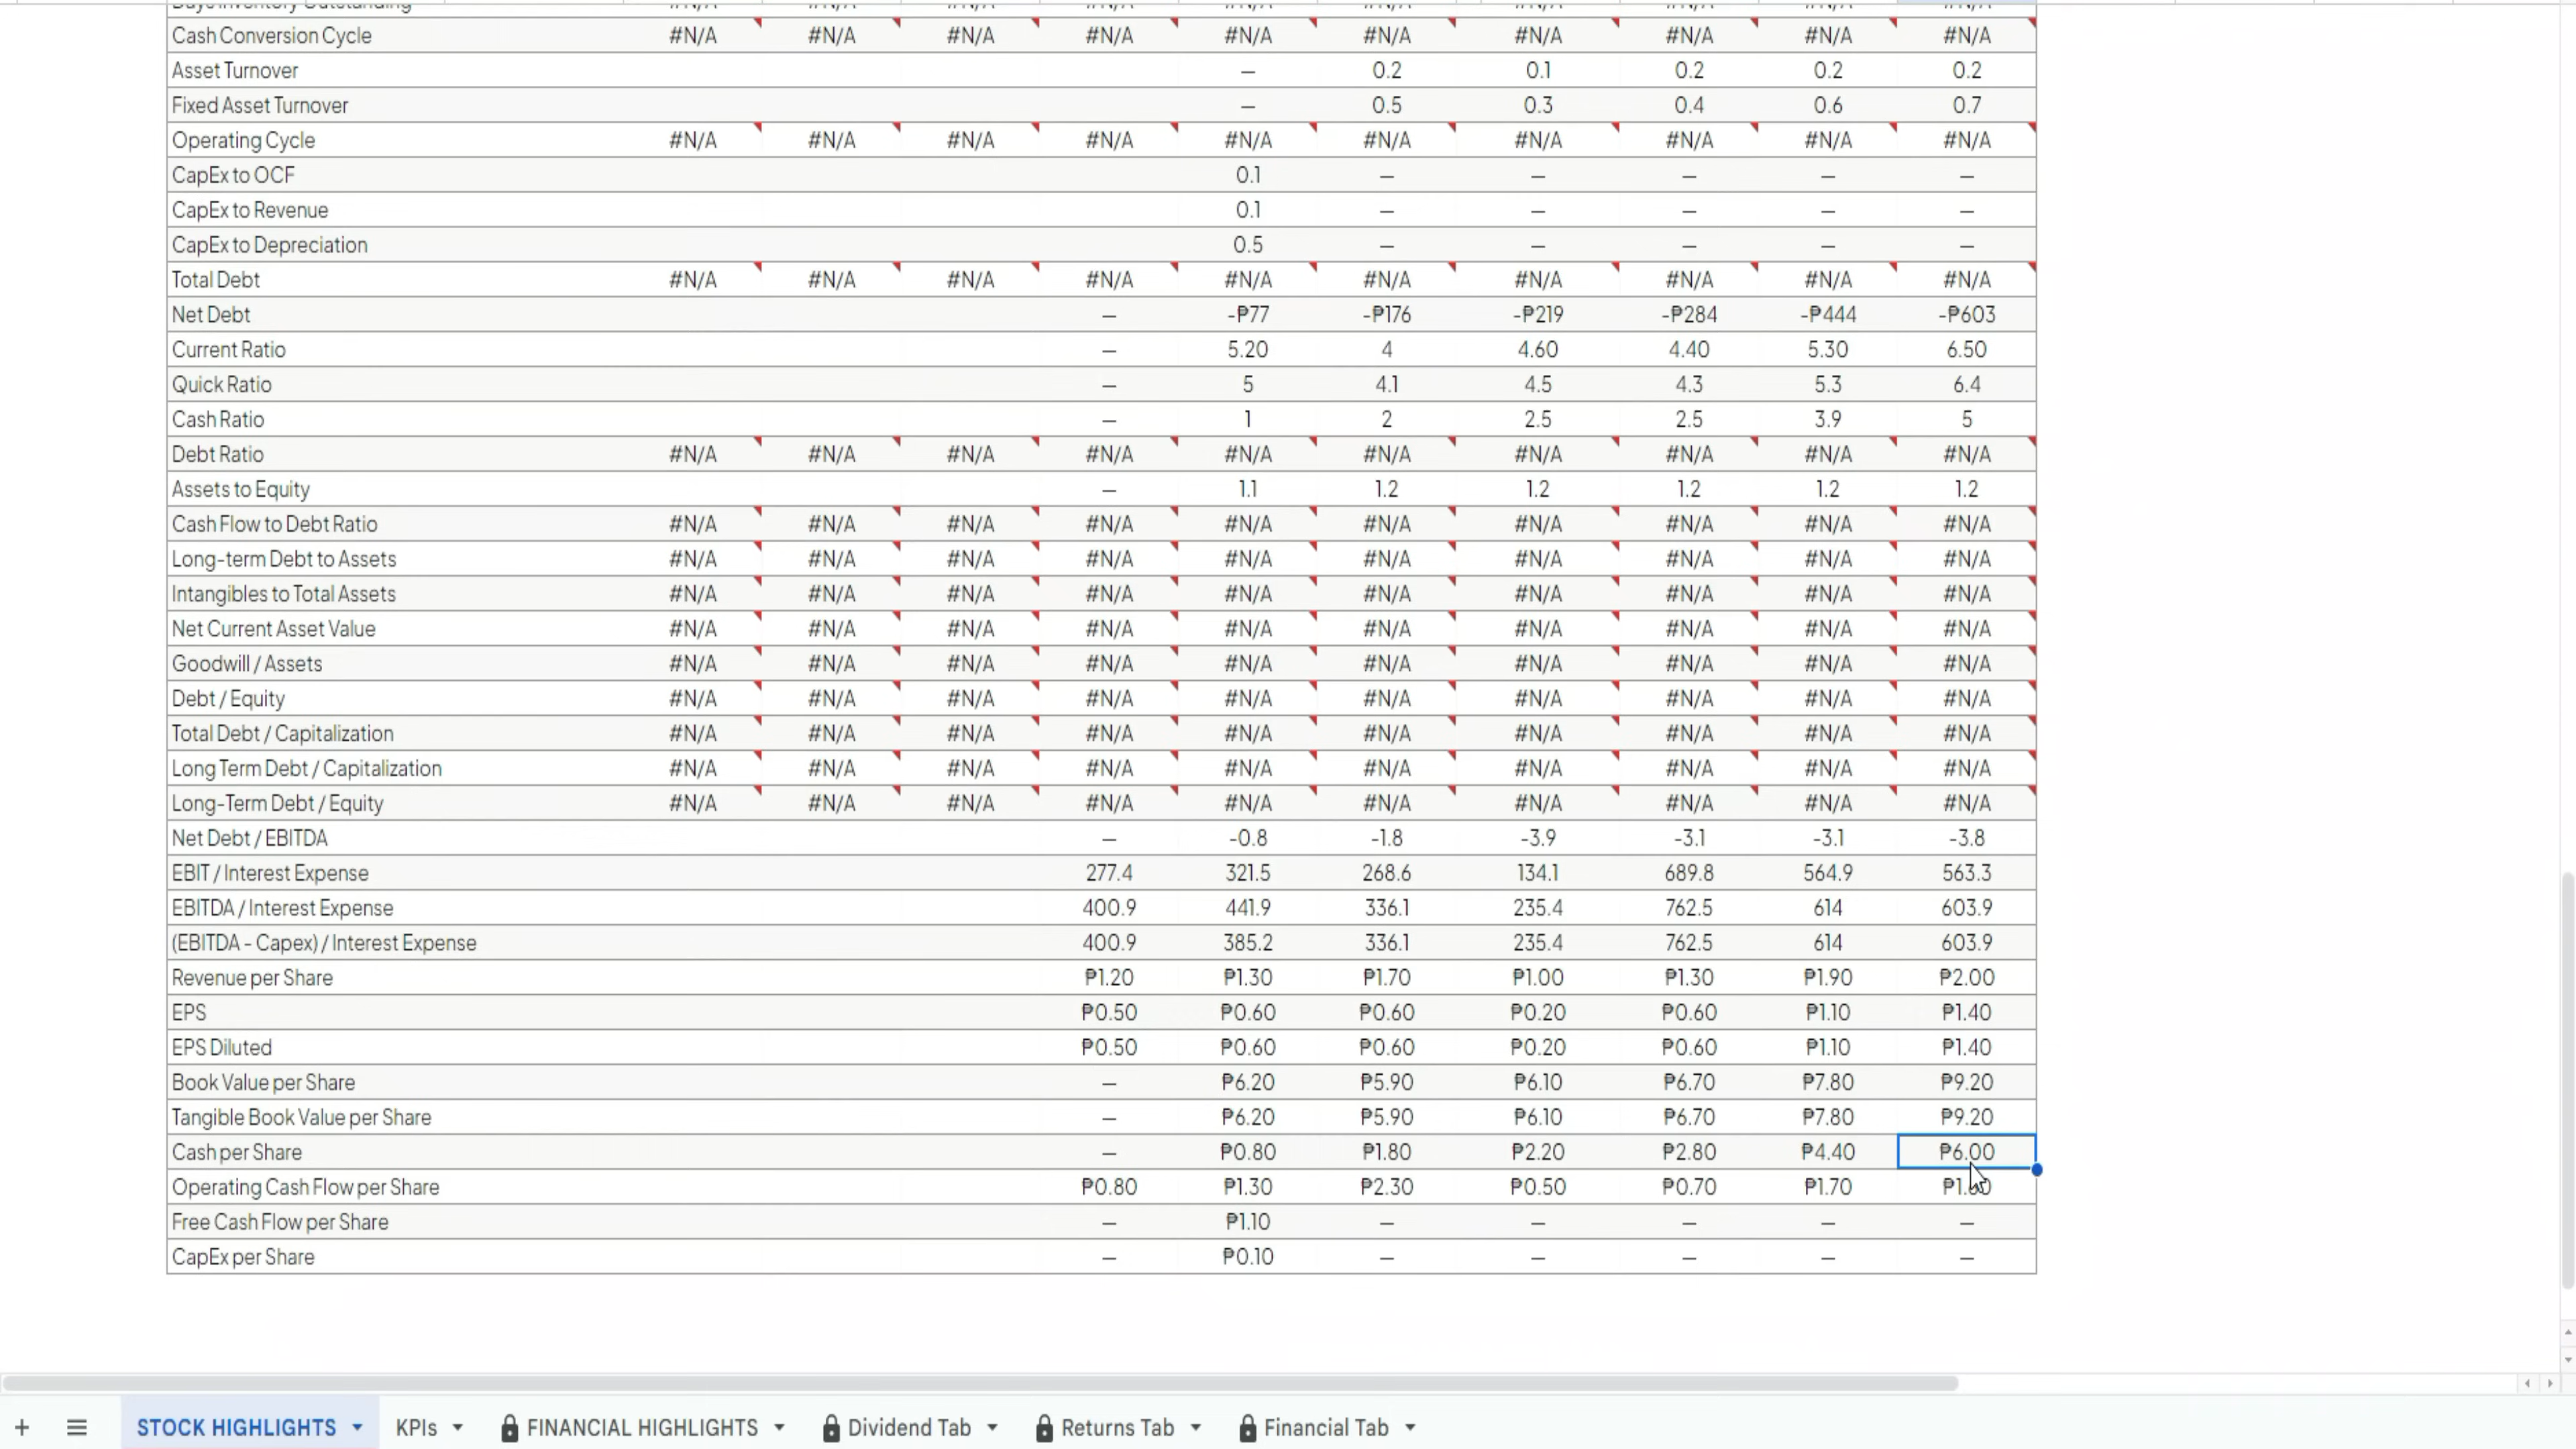 Cash Conversion Cycle #N/A #N/A #N/A #N/A #N/A #N/A #N/A #N/A #N/A #N/A
Asset Turnover – 0.2 0.1 0.2 0.2 0.2
Fixed Asset Turnover – 0.5 0.3 0.4 0.6 0.7
Operating Cycle #N/A #N/A #N/A #N/A #N/A #N/A #N/A #N/A #N/A #N/A
CapEx to OCF 0.1 – – – – –
CapEx to Revenue 0.1 – – – – –
CapEx to Depreciation 0.5 – – – – –
Total Debt #N/A #N/A #N/A #N/A #N/A #N/A #N/A #N/A #N/A #N/A
Net Debt – -₱77 -₱176 -₱219 -₱284 -₱444 -₱603
Current Ratio – 5.20 4 4.60 4.40 5.30 6.50
Quick Ratio – 5 4.1 4.5 4.3 5.3 6.4
Cash Ratio – 1 2 2.5 2.5 3.9 5
Debt Ratio #N/A #N/A #N/A #N/A #N/A #N/A #N/A #N/A #N/A #N/A
Assets to Equity – 1.1 1.2 1.2 1.2 1.2 1.2
Cash Flow to Debt Ratio #N/A #N/A #N/A #N/A #N/A #N/A #N/A #N/A #N/A #N/A
Long-term Debt to Assets #N/A #N/A #N/A #N/A #N/A #N/A #N/A #N/A #N/A #N/A
Intangibles to Total Assets #N/A #N/A #N/A #N/A #N/A #N/A #N/A #N/A #N/A #N/A
Net Current Asset Value #N/A #N/A #N/A #N/A #N/A #N/A #N/A #N/A #N/A #N/A
Goodwill / Assets #N/A #N/A #N/A #N/A #N/A #N/A #N/A #N/A #N/A #N/A
Debt / Equity #N/A #N/A #N/A #N/A #N/A #N/A #N/A #N/A #N/A #N/A
Total Debt / Capitalization #N/A #N/A #N/A #N/A #N/A #N/A #N/A #N/A #N/A #N/A
Long Term Debt / Capitalization #N/A #N/A #N/A #N/A #N/A #N/A #N/A #N/A #N/A #N/A
Long-Term Debt / Equity #N/A #N/A #N/A #N/A #N/A #N/A #N/A #N/A #N/A #N/A
Net Debt / EBITDA – -0.8 -1.8 -3.9 -3.1 -3.1 -3.8
EBIT / Interest Expense 277.4 321.5 268.6 134.1 689.8 564.9 563.3
EBITDA / Interest Expense 400.9 441.9 336.1 235.4 762.5 614 603.9
(EBITDA - Capex) / Interest Expense 400.9 385.2 336.1 235.4 762.5 614 603.9
Revenue per Share ₱1.20 ₱1.30 ₱1.70 ₱1.00 ₱1.30 ₱1.90 ₱2.00
EPS ₱0.50 ₱0.60 ₱0.60 ₱0.20 ₱0.60 ₱1.10 ₱1.40
EPS Diluted ₱0.50 ₱0.60 ₱0.60 ₱0.20 ₱0.60 ₱1.10 ₱1.40
Book Value per Share – ₱6.20 ₱5.90 ₱6.10 ₱6.70 ₱7.80 ₱9.20
Tangible Book Value per Share – ₱6.20 ₱5.90 ₱6.10 ₱6.70 ₱7.80 ₱9.20
Cash per Share – ₱0.80 ₱1.80 ₱2.20 ₱2.80 ₱4.40 ₱6.00
Operating Cash Flow per Share ₱0.80 ₱1.30 ₱2.30 ₱0.50 ₱0.70 ₱1.70
Free Cash Flow per Share – ₱1.10 – – – – –
CapEx per Share – ₱0.10 – – – – –
STOCK HIGHLIGHTS KPIs FINANCIAL HIGHLIGHTS Dividend Tab Returns Tab Financial Tab